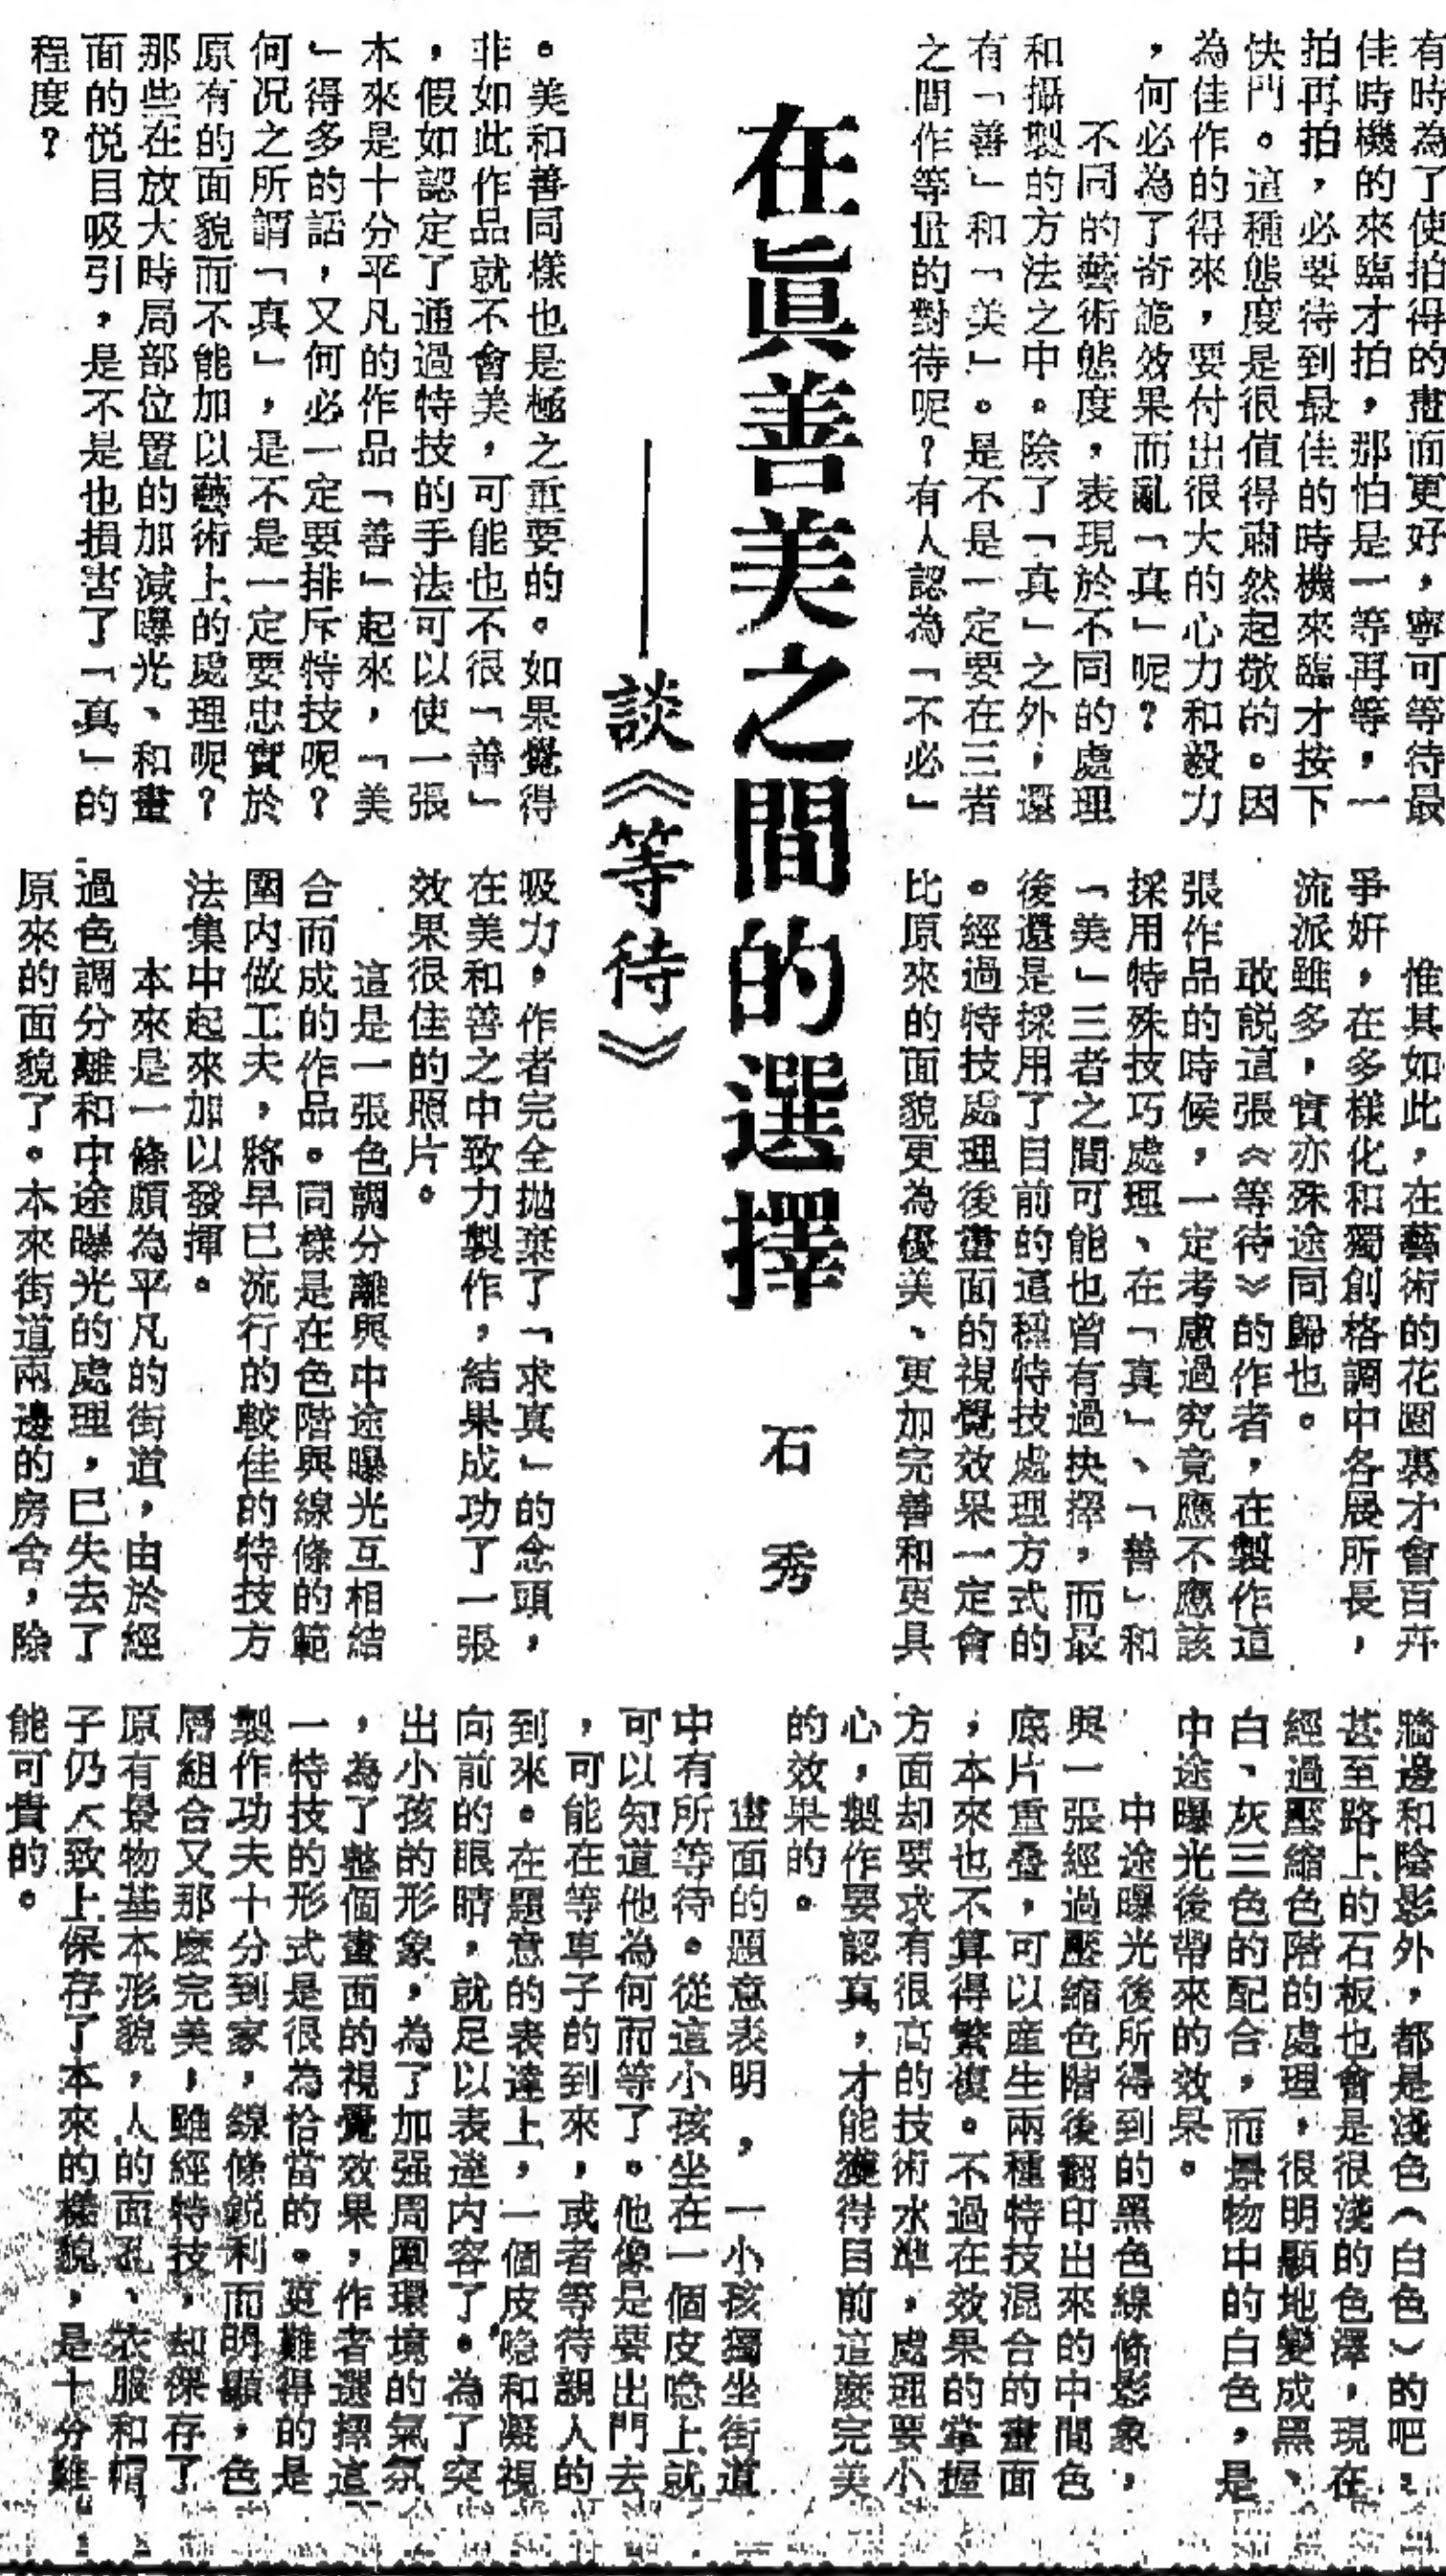 在眞善美之間的選擇
——談《等待》
石秀
有時為了使拍得的畫面更好，寧可等待最
佳時機的來臨才拍，那怕是一等再等，一
拍再拍，必要待到最佳的時機來臨才按下
快門。這種態度是很值得肅然起敬的。因
為佳作的得來，要付出很大的心力和毅力
，何必為了奇詭效果而亂「真」呢？
不同的藝術態度，表現於不同的處理
和攝製的方法之中。除了「真」之外，還
有「善」和「美」。是不是一定要在三者
之間作等量的對待呢？有人認為「不必」
。美和善同樣也是極之重要的。如果覺得
非如此作品就不會美，可能也不很「善」
，假如認定了通過特技的手法可以使一張
本來是十分平凡的作品「善」起來，「美
」得多的話，又何必一定要排斥特技呢？
何况之所謂「真」，是不是一定要忠實於
原有的面貌而不能加以藝術上的處理呢？
那些在放大時局部位置的加減曝光、和畫
面的悅目吸引，是不是也損害了「真」的
程度？
惟其如此，在藝術的花園裏才會百卉
爭妍，在多樣化和獨創格調中各展所長，
流派雖多，實亦殊途同歸也。
敢説這張《等待》的作者，在製作這
張作品的時候，一定考慮過究竟應不應該
採用特殊技巧處理、在「真」、「善」和
「美」三者之間可能也曾有過抉擇，而最
後還是採用了目前的這種特技處理方式的
。經過特技處理後畫面的視覺效果一定會
比原來的面貌更為優美、更加完善和更具
吸力，作者完全拋棄了「求真」的念頭，
在美和善之中致力製作，結果成功了一張
效果很佳的照片。
這是一張色調分離與中途曝光互相結
合而成的作品。同樣是在色階與線條的範
圍内做工夫，將早已流行的較佳的特技方
法集中起來加以發揮。
本來是一條頗為平凡的街道，由於經
過色調分離和中途曝光的處理，已失去了
原來的面貌了。本來街道兩邊的房舍，除
牆邊和陰影外，都是淺色（白色）的吧，
甚至路上的石板也會是很淺的色澤，現在
經過壓縮色階的處理，很明顯地變成黑、
白、灰三色的配合，而景物中的白色，是
中途曝光後帶來的效果。
中途曝光後所得到的黑色線條影象，
與一張經過壓縮色階後翻印出來的中間色
底片重疊，可以産生兩種特技混合的畫面
，本來也不算得繁複。不過在效果的掌握
方面却要求有很高的技術水準，處理要小
心，製作要認真，才能獲得目前這麽完美
的效果的。
畫面的題意表明，一小孩獨坐街道
中有所等待。從這小孩坐在一個皮喼上就
可以知道他為何而等了。他像是要出門去
，可能在等車子的到來，或者等待親人的
到來。在題意的表達上，一個皮喼和凝視
向前的眼睛，就足以表達内容了。為了突
出小孩的形象，為了加强周圍環境的氣氛
，為了整個畫面的視覺效果，作者選擇這
一特技的形式是很為恰當的。更難得的是
製作功夫十分到家，線條鋭利而明顯，色
層組合又那麽完美，雖經特技，却保存了
原有景物基本形貌，人的面孔、衣服和帽
子仍大致上保存了本來的樣貌，是十分難
能可貴的。